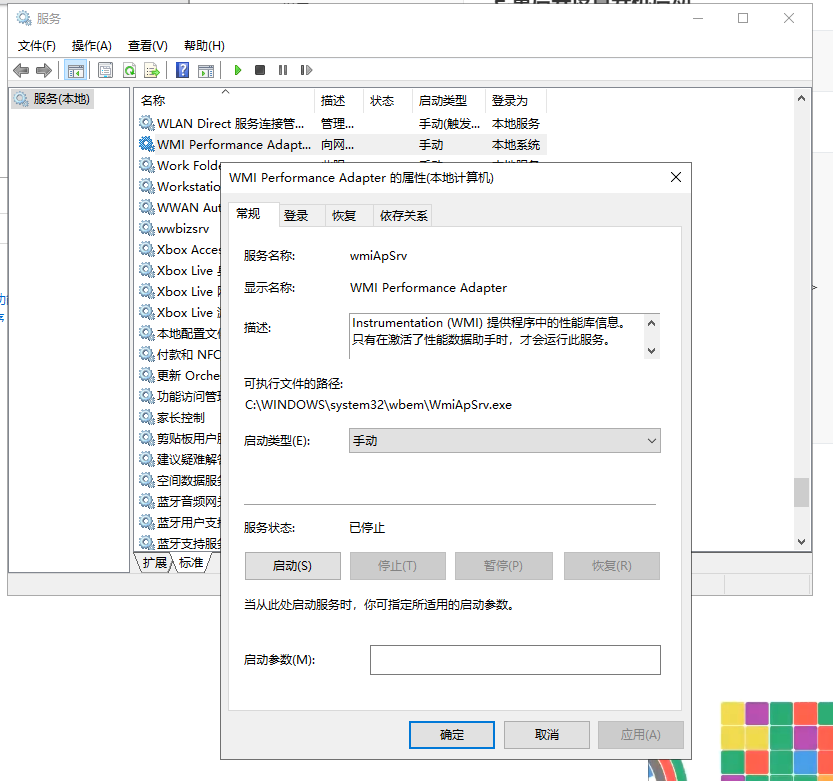 服务
文件(F) 操作(A) 查看(V) 帮助(H)
服务(本地)
名称 描述 状态 启动类型 登录为
WLAN Direct 服务连接管... 管理... 手动(触发... 本地服务
WMI Performance Adapt... 向网... 手动 本地系统
Work Folde
Workstatio
WWAN Aut
wwbizsrv
Xbox Acces
Xbox Live
Xbox Live
Xbox Live
本地配置文
付款和 NFC
更新 Orche
功能访问管
家长控制
剪贴板用户
建议疑难解
空间数据服
蓝牙音频网
蓝牙用户支
蓝牙支持服
扩展 标准
WMI Performance Adapter 的属性(本地计算机)
常规 登录 恢复 依存关系
服务名称: wmiApSrv
显示名称: WMI Performance Adapter
描述: Instrumentation (WMI) 提供程序中的性能库信息。
只有在激活了性能数据助手时，才会运行此服务。
可执行文件的路径:
C:\WINDOWS\system32\wbem\WmiApSrv.exe
启动类型(E): 手动
服务状态: 已停止
启动(S) 停止(T) 暂停(P) 恢复(R)
当从此处启动服务时，你可指定所适用的启动参数。
启动参数(M):
确定 取消 应用(A)